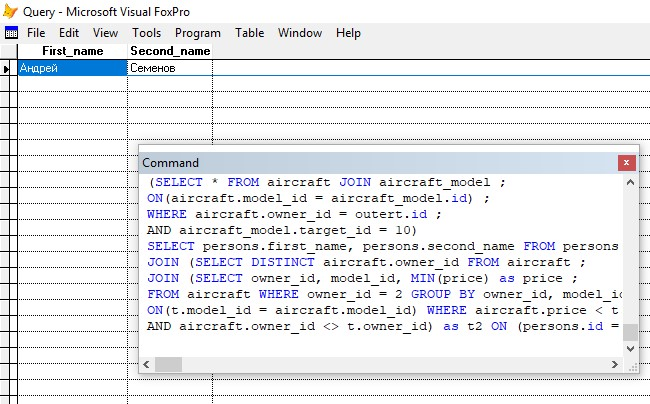 Query - Microsoft Visual FoxPro
File Edit View Tools Program Table Window Help
First_name Second_name
Андрей Семенов
Command
(SELECT * FROM aircraft JOIN aircraft_model ;
ON(aircraft.model_id = aircraft_model.id) ;
WHERE aircraft.owner_id = outert.id ;
AND aircraft_model.target_id = 10)
SELECT persons.first_name, persons.second_name FROM persons
JOIN (SELECT DISTINCT aircraft.owner_id FROM aircraft ;
JOIN (SELECT owner_id, model_id, MIN(price) as price ;
FROM aircraft WHERE owner_id = 2 GROUP BY owner_id, model_id
ON(t.model_id = aircraft.model_id) WHERE aircraft.price < t
AND aircraft.owner_id <> t.owner_id) as t2 ON (persons.id =